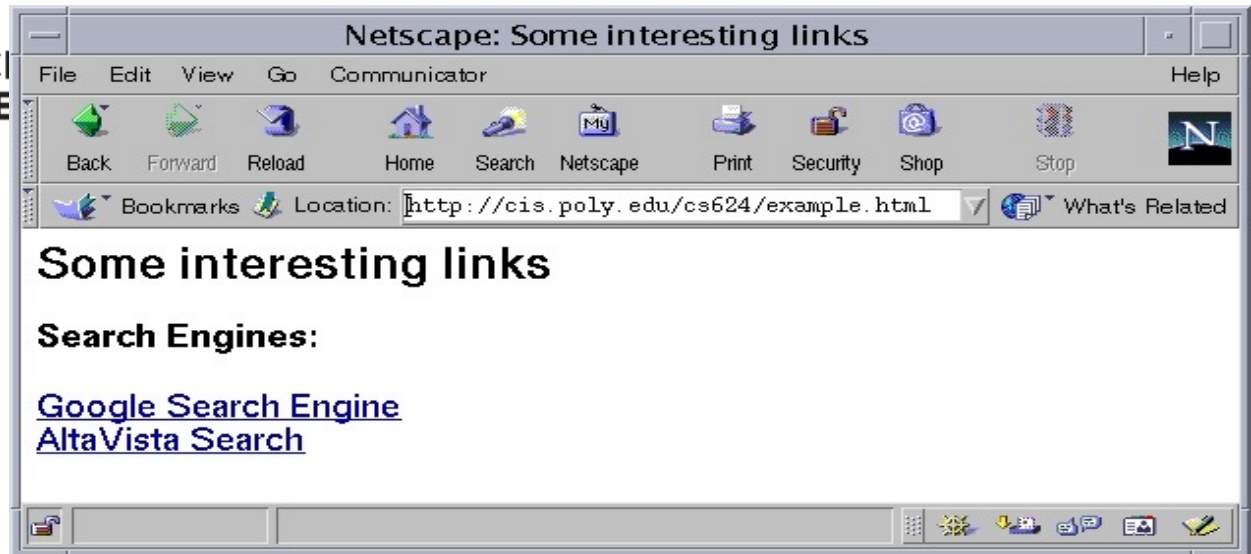 Netscape: Some interesting links
File Edit View Go Communicator Help
Back Forward Reload Home Search My Netscape Print Security Shop Stop N
Bookmarks Location: http://cis.poly.edu/cs624/example.html What's Related
Some interesting links
Search Engines:
Google Search Engine
AltaVista Search